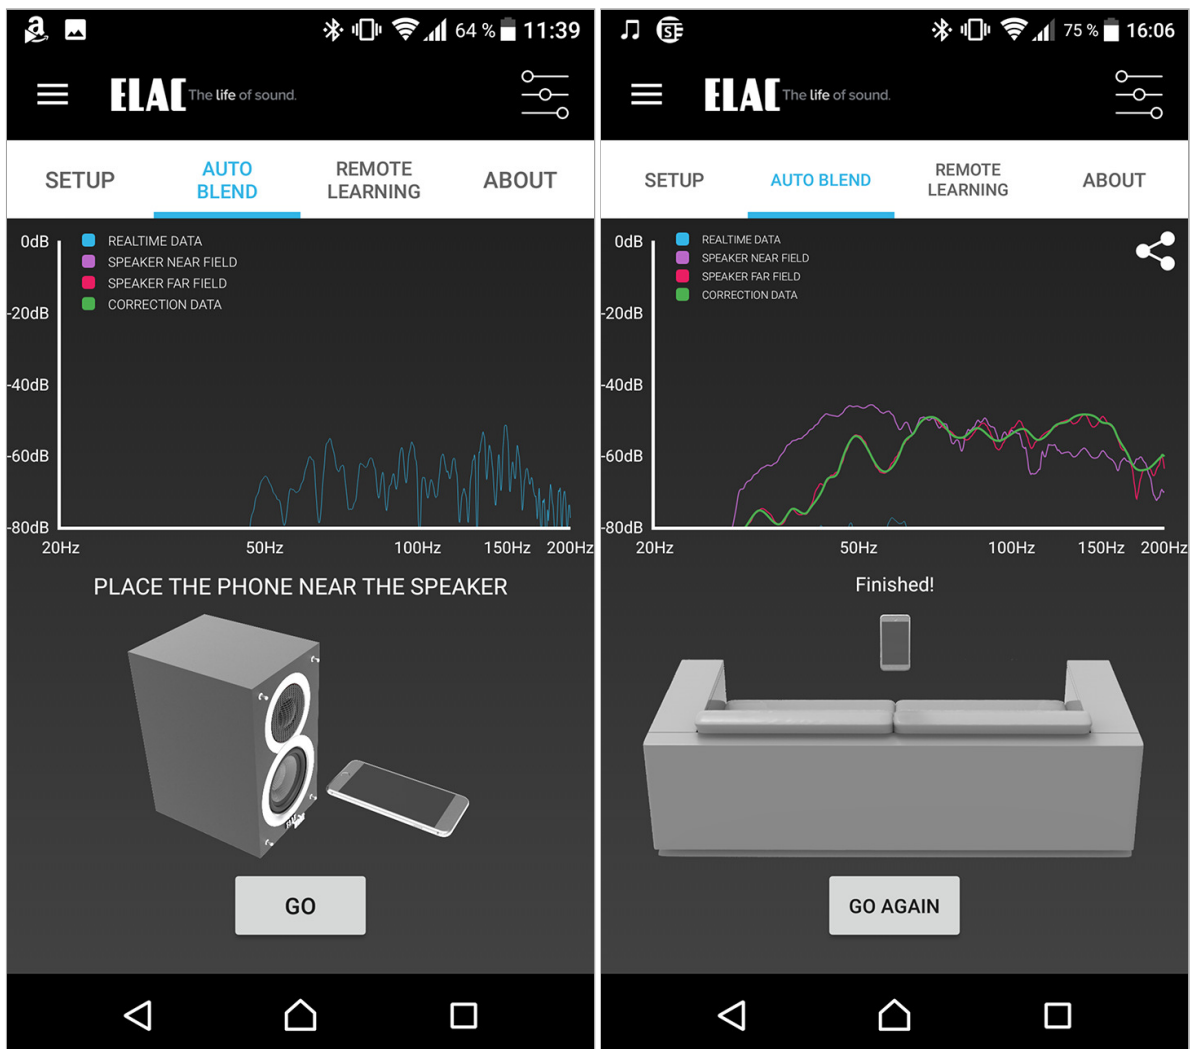 64 % 11:39
ELAC The life of sound.
SETUP
AUTO
BLEND
REMOTE
LEARNING
ABOUT
0dB
-20dB
-40dB
-60dB
-80dB
REALTIME DATA
SPEAKER NEAR FIELD
SPEAKER FAR FIELD
CORRECTION DATA
20Hz 50Hz 100Hz 150Hz 200Hz
PLACE THE PHONE NEAR THE SPEAKER
GO
75 % 16:06
ELAC The life of sound.
SETUP
AUTO BLEND
REMOTE
LEARNING
ABOUT
0dB
-20dB
-40dB
-60dB
-80dB
REALTIME DATA
SPEAKER NEAR FIELD
SPEAKER FAR FIELD
CORRECTION DATA
20Hz 50Hz 100Hz 150Hz 200Hz
Finished!
GO AGAIN